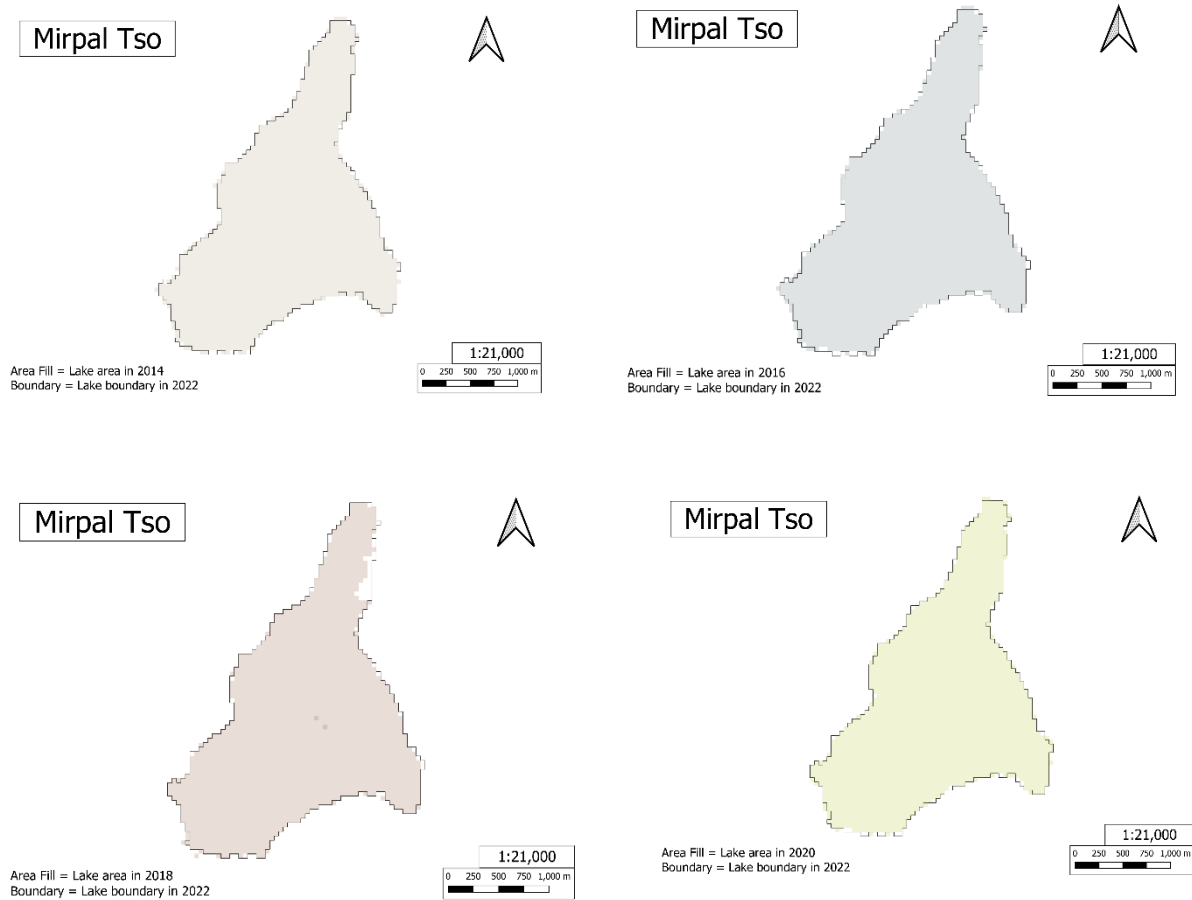 Mirpal Tso
1:21,000
0 250 500 750 1,000 m
Area Fill = Lake area in 2014
Boundary = Lake boundary in 2022
Mirpal Tso
1:21,000
0 250 500 750 1,000 m
Area Fill = Lake area in 2016
Boundary = Lake boundary in 2022
Mirpal Tso
1:21,000
0 250 500 750 1,000 m
Area Fill = Lake area in 2018
Boundary = Lake boundary in 2022
Mirpal Tso
1:21,000
0 250 500 750 1,000 m
Area Fill = Lake area in 2020
Boundary = Lake boundary in 2022